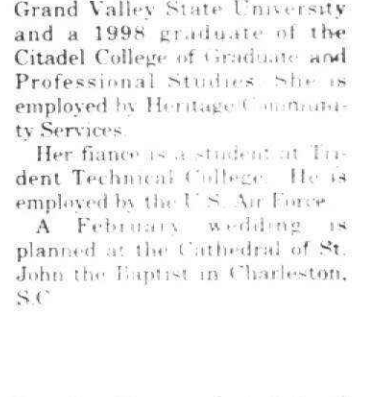 Grand Valley State University
and a 1998 graduate of the
Citadel College of Graduate and
Professional Studies. She is
employed by Heritage Communi-
ty Services.
Her fiance is a student at Tri-
dent Technical College. He is
employed by the U.S. Air Force
A February wedding is
planned at the Cathedral of St.
John the Baptist in Charleston,
S.C